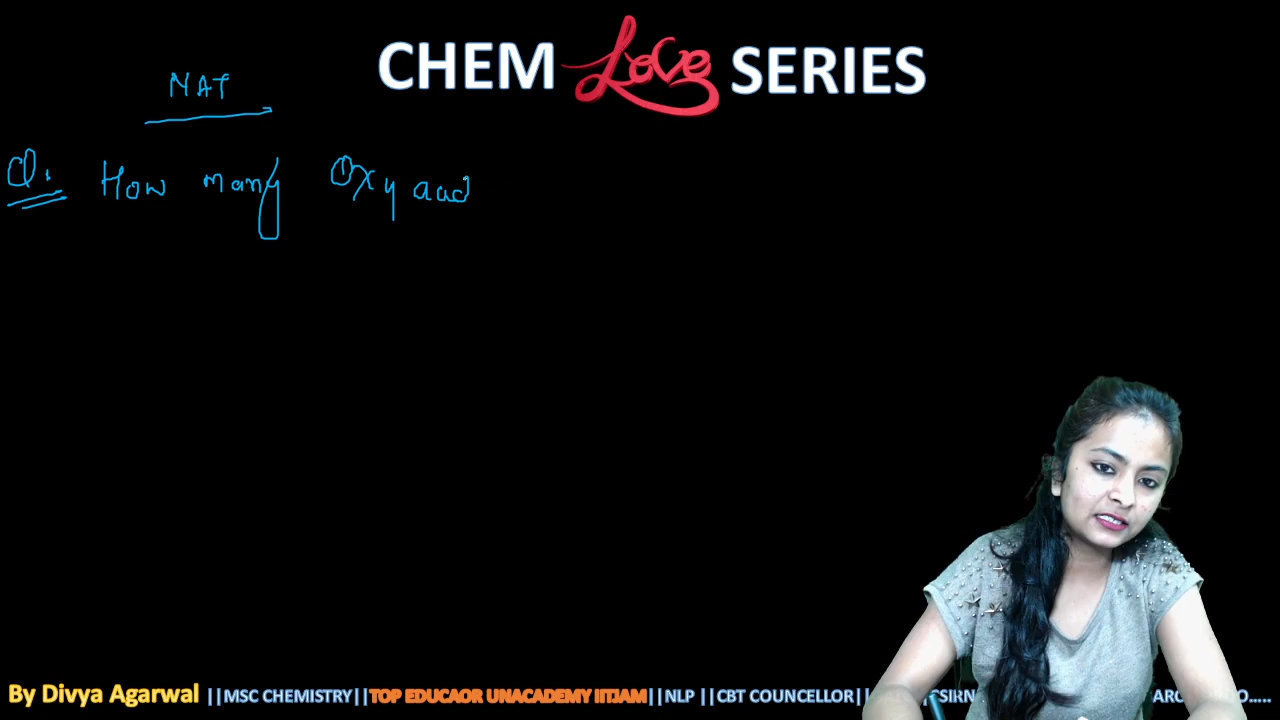 CHEM Love SERIES
NAT
Q. How many Oxyacid
By Divya Agarwal ||MSC CHEMISTRY||TOP EDUCAOR UNACADEMY IITJAM||NLP ||CBT COUNCELLOR||